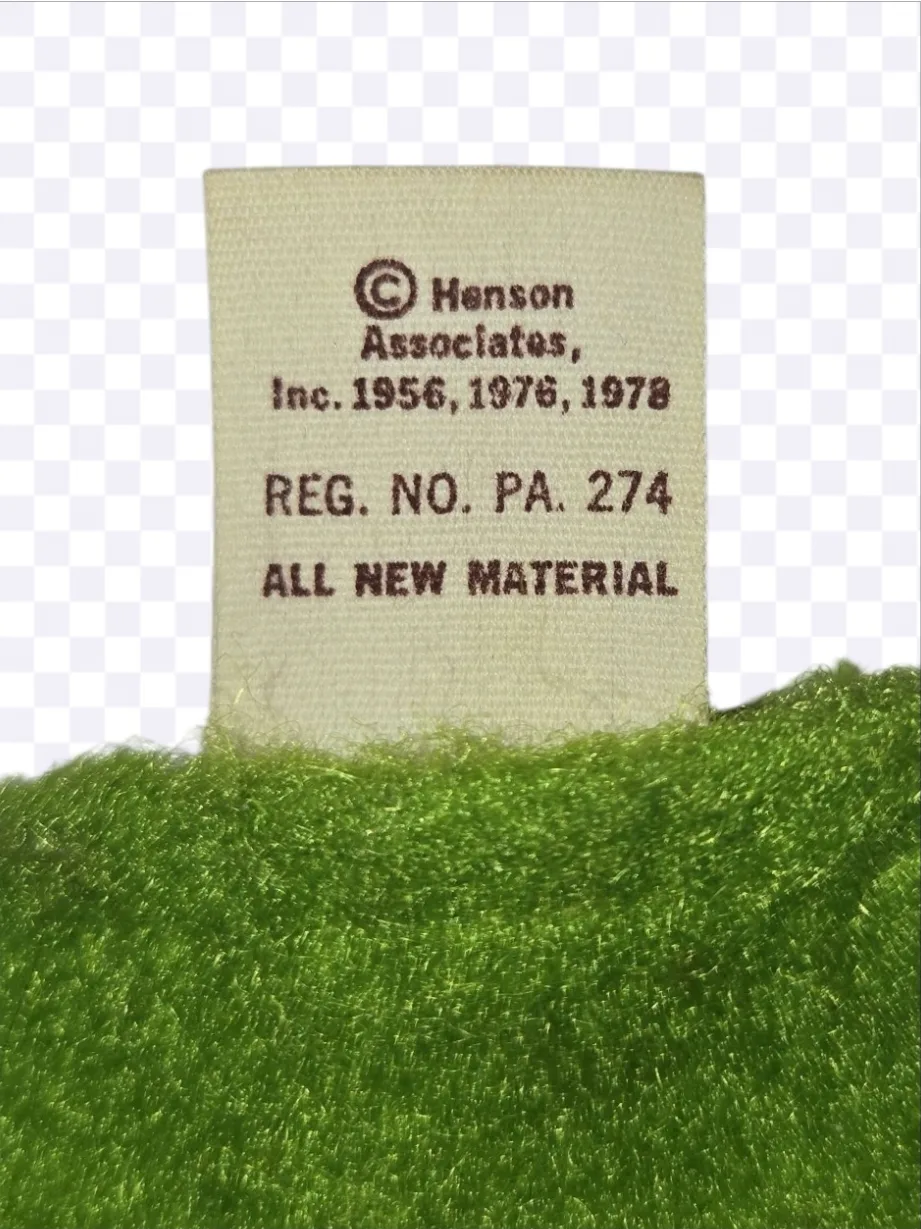 © Henson
Associates,
Inc. 1956, 1976, 1978
REG. NO. PA. 274
ALL NEW MATERIAL